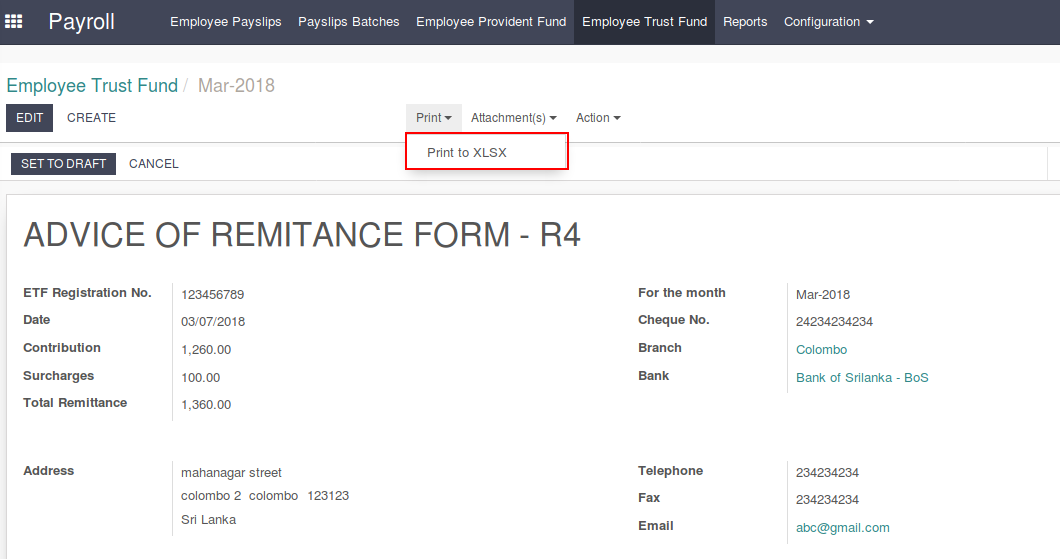 Payroll Employee Payslips Payslips Batches Employee Provident Fund Employee Trust Fund Reports Configuration
Employee Trust Fund / Mar-2018
EDIT CREATE Print Attachment(s) Action
Print to XLSX
SET TO DRAFT CANCEL
ADVICE OF REMITANCE FORM - R4
ETF Registration No. 123456789 For the month Mar-2018
Date 03/07/2018 Cheque No. 24234234234
Contribution 1,260.00 Branch Colombo
Surcharges 100.00 Bank Bank of Srilanka - BoS
Total Remittance 1,360.00
Address mahanagar street Telephone 234234234
colombo 2 colombo 123123 Fax 234234234
Sri Lanka Email abc@gmail.com